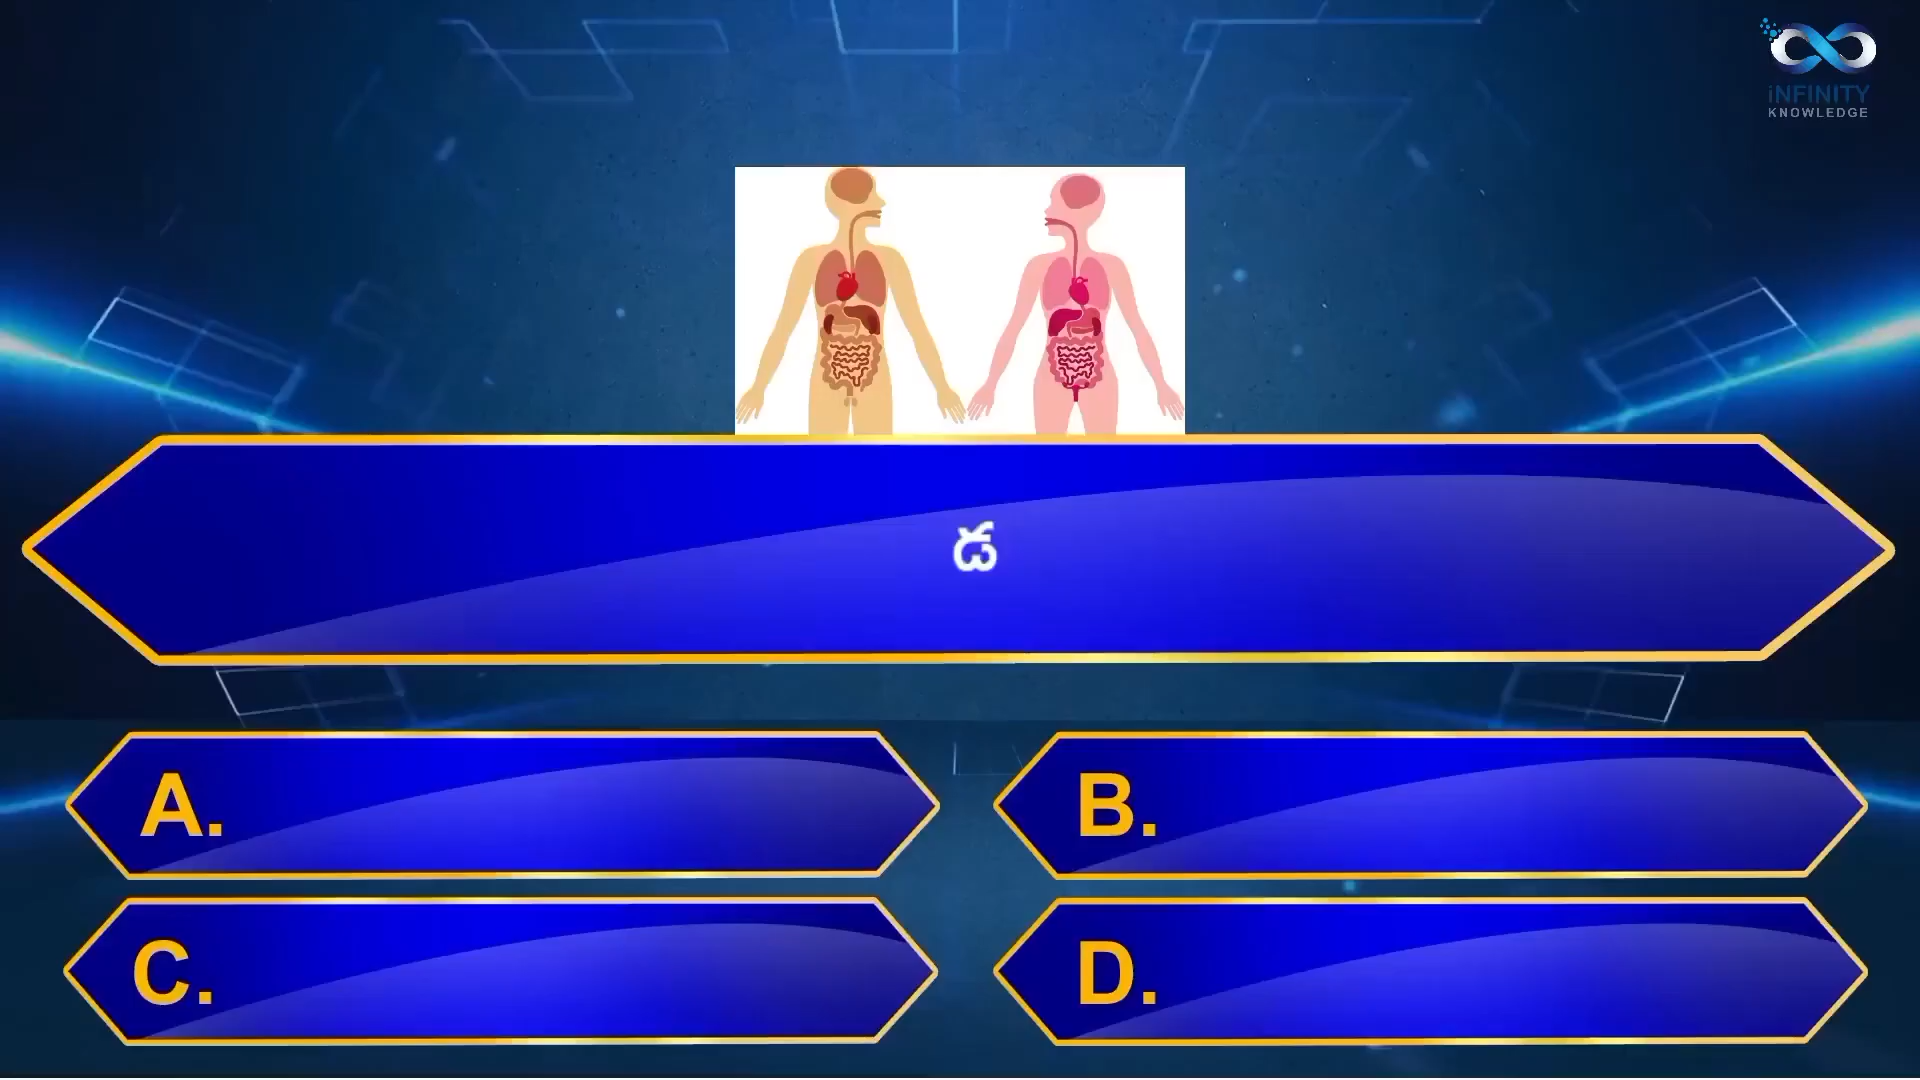 iNFINITY
KNOWLEDGE
డ
A.
B.
C.
D.